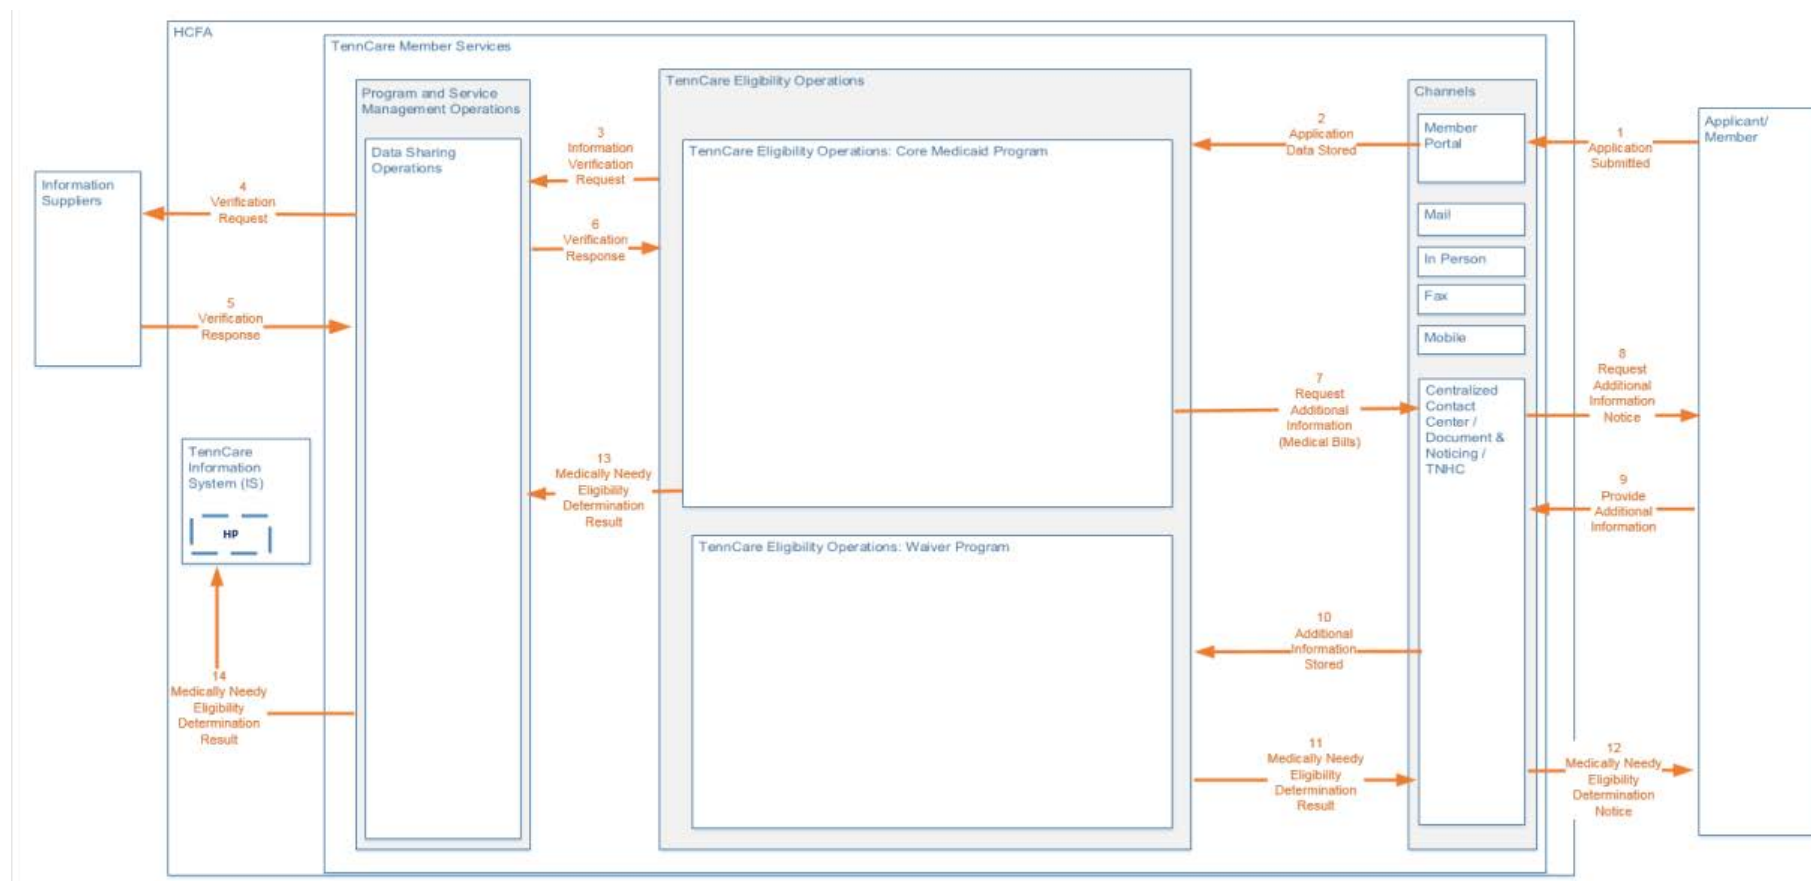 HCFA
TennCare Member Services
Program and Service
Management Operations
Data Sharing
Operations
TennCare Eligibility Operations
TennCare Eligibility Operations: Core Medicaid Program
TennCare Eligibility Operations: Waiver Program
Channels
Member
Portal
Mail
In Person
Fax
Mobile
Centralized
Contact
Center /
Document &
Noticing /
TNHC
Applicant/
Member
Information
Suppliers
TennCare
Information
System (IS)
HP
1
Application
Submitted
2
Application
Data Stored
3
Information
Verification
Request
4
Verification
Request
5
Verification
Response
6
Verification
Response
7
Request
Additional
Information
(Medical Bills)
8
Request
Additional
Information
Notice
9
Provide
Additional
Information
10
Additional
Information
Stored
11
Medically Needy
Eligibility
Determination
Result
12
Medically Needy
Eligibility
Determination
Notice
13
Medically Needy
Eligibility
Determination
Result
14
Medically Needy
Eligibility
Determination
Result